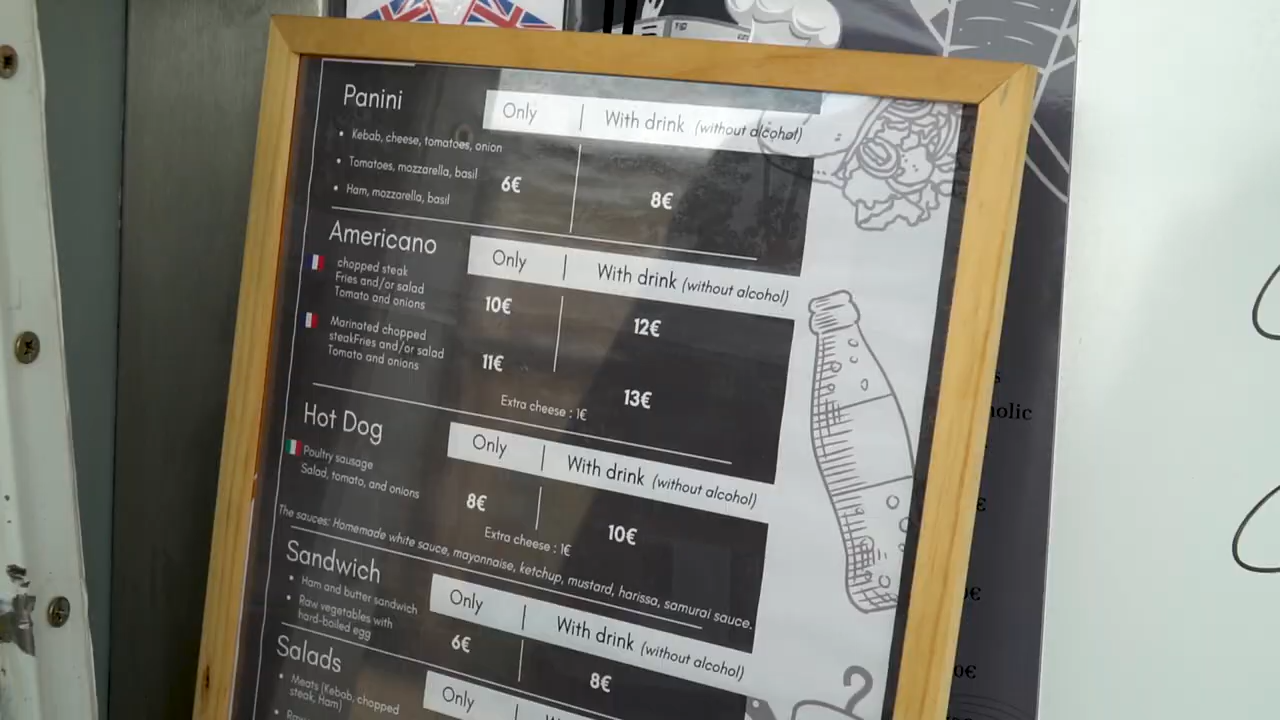 Panini
Only | With drink (without alcohol)
• Kebab, cheese, tomatoes, onion
• Tomatoes, mozzarella, basil
• Ham, mozzarella, basil
6€ 8€
Americano
Only | With drink (without alcohol)
chopped steak
Fries and/or salad
Tomato and onions
10€ 12€
Marinated chopped
steakFries and/or salad
Tomato and onions
11€ 13€
Extra cheese : 1€
Hot Dog
Only | With drink (without alcohol)
Poultry sausage
Salad, tomato, and onions
8€ 10€
Extra cheese : 1€
The sauces: Homemade white sauce, mayonnaise, ketchup, mustard, harissa, samurai sauce.
Sandwich
Only | With drink (without alcohol)
• Ham and butter sandwich
• Raw vegetables with
hard-boiled egg
6€ 8€
Salads
Only
• Meats (Kebab, chopped
steak, Ham)